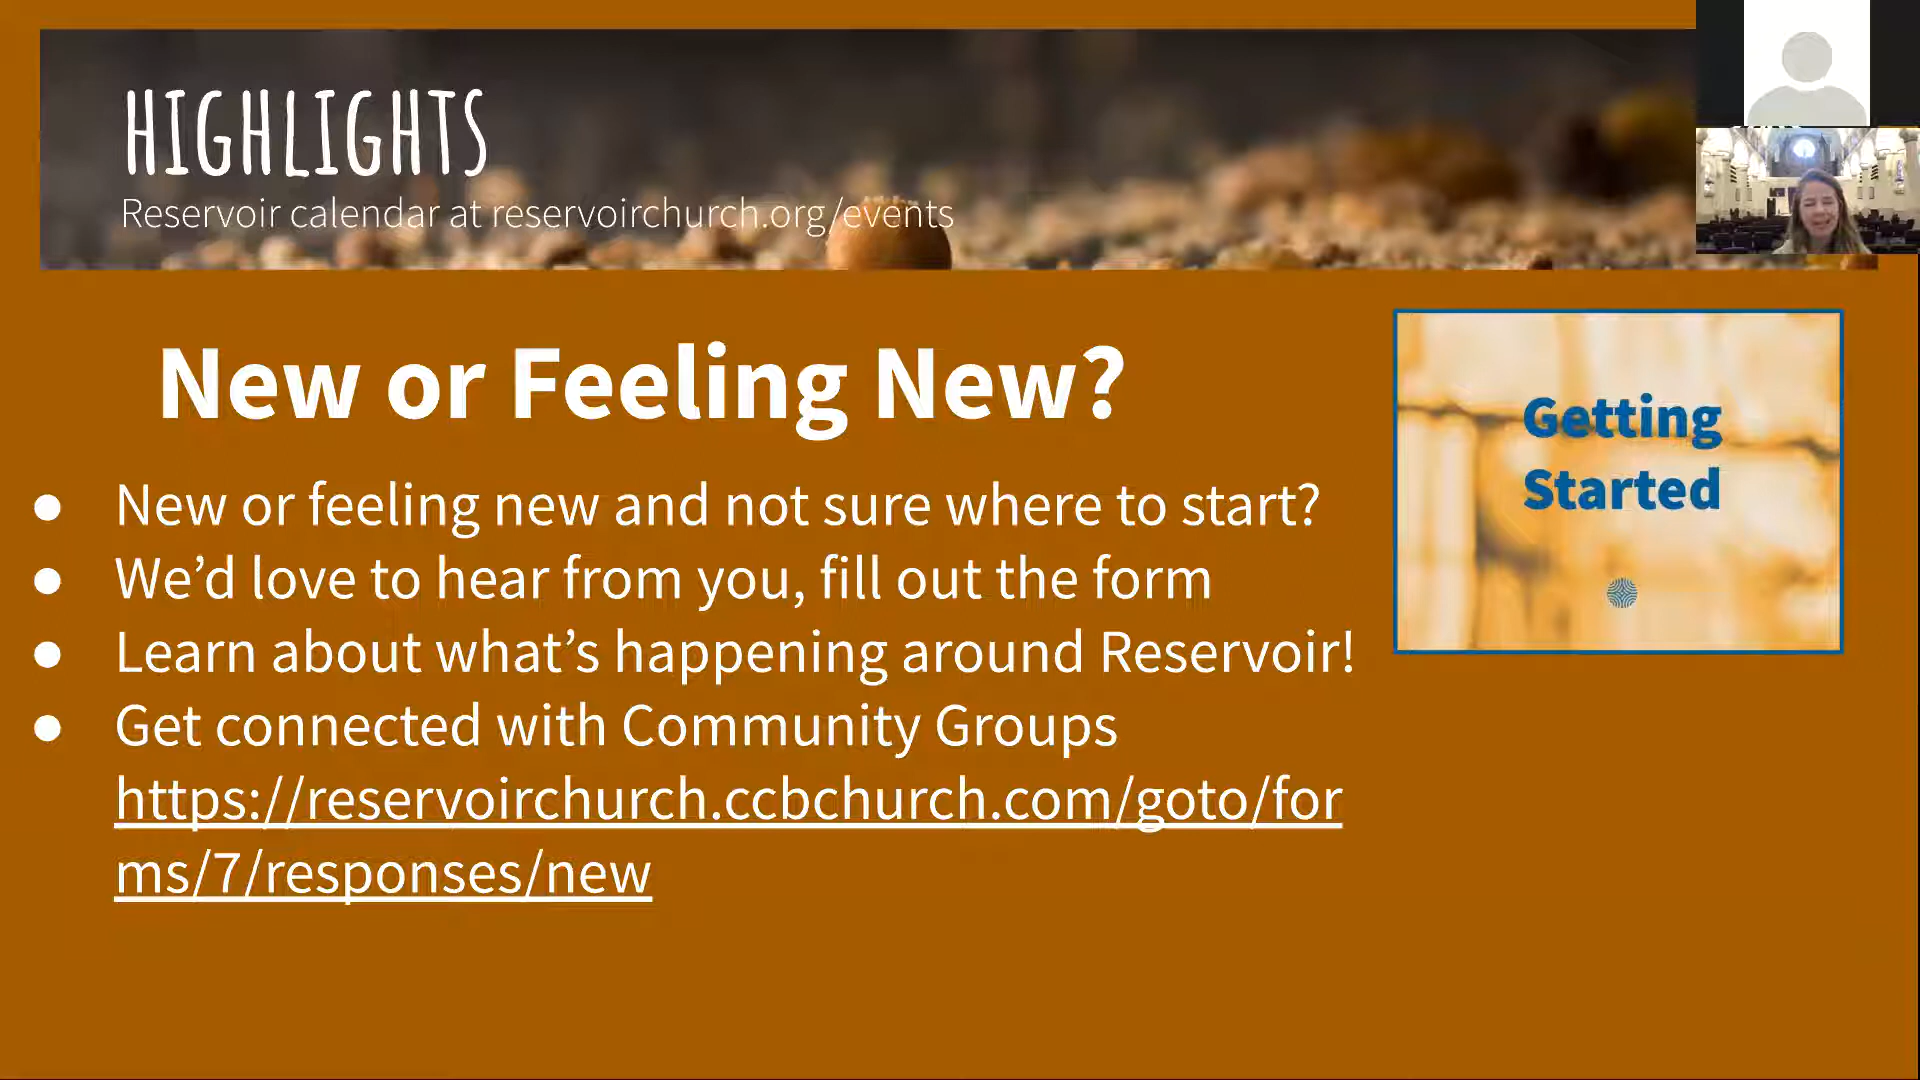 HIGHLIGHTS
Reservoir calendar at reservoirchurch.org/events
New or Feeling New?
● New or feeling new and not sure where to start?
● We’d love to hear from you, fill out the form
● Learn about what’s happening around Reservoir!
● Get connected with Community Groups
https://reservoirchurch.ccbchurch.com/goto/for
ms/7/responses/new
Getting
Started